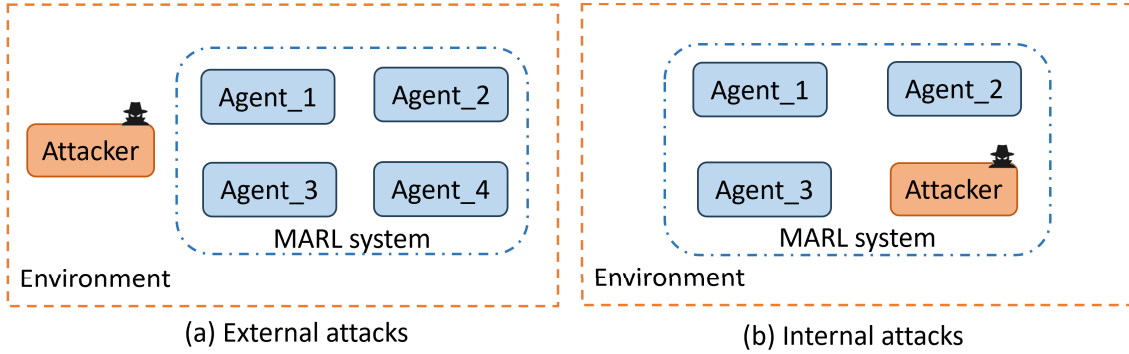 Agent_1
Agent_2
Attacker
Agent_3
Agent_4
MARL system
Environment
(a) External attacks
Agent_1
Agent_2
Agent_3
Attacker
MARL system
Environment
(b) Internal attacks